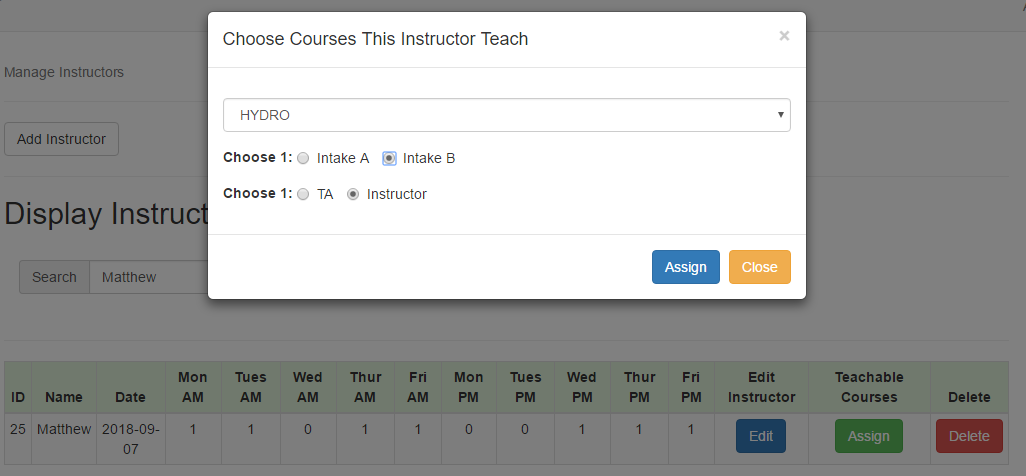 Choose Courses This Instructor Teach ×
HYDRO
Choose 1: Intake A Intake B
Choose 1: TA Instructor
Assign Close
Manage Instructors
Add Instructor
Display Instruct
Search Matthew
ID Name Date Mon AM Tues AM Wed AM Thur AM Fri AM Mon PM Tues PM Wed PM Thur PM Fri PM Edit Instructor Teachable Courses Delete
25 Matthew 2018-09-07 1 1 0 1 1 0 0 1 1 1 Edit Assign Delete